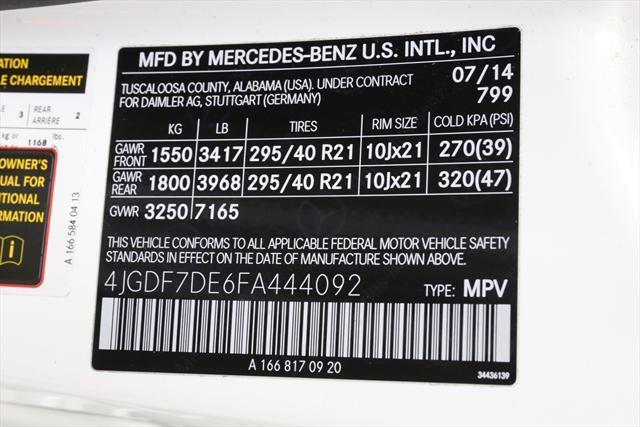 ATION
E CHARGEMENT
3 REAR ARRIÈRE 2
kg or 1168 lbs.
OWNER'S
UAL FOR
ITIONAL
RMATION
A 166 584 04 13
MFD BY MERCEDES-BENZ U.S. INTL., INC
TUSCALOOSA COUNTY, ALABAMA (USA). UNDER CONTRACT 07/14
FOR DAIMLER AG, STUTTGART (GERMANY) 799
KG LB TIRES RIM SIZE COLD KPA (PSI)
GAWR FRONT 1550 3417 295/40 R21 10Jx21 270(39)
GAWR REAR 1800 3968 295/40 R21 10Jx21 320(47)
GVWR 3250 7165
THIS VEHICLE CONFORMS TO ALL APPLICABLE FEDERAL MOTOR VEHICLE SAFETY
STANDARDS IN EFFECT ON THE DATE OF MANUFACTURE SHOWN ABOVE.
4JGDF7DE6FA444092 TYPE: MPV
A 166 817 09 20
34436139